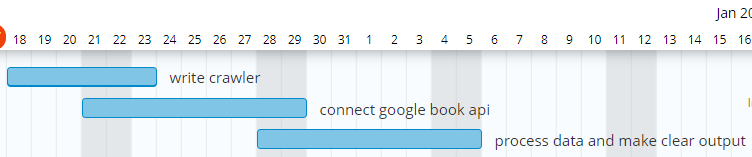 Jan 20
18 19 20 21 22 23 24 25 26 27 28 29 30 31 1 2 3 4 5 6 7 8 9 10 11 12 13 14 15 16
write crawler
connect google book api
process data and make clear output